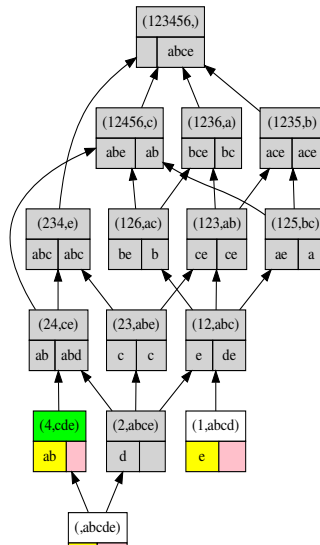 (123456,)
abce
(12456,c) (1236,a) (1235,b)
abe ab bce bc ace ace
(234,e) (126,ac) (123,ab) (125,bc)
abc abc be b ce ce ae a
(24,ce) (23,abe) (12,abc)
ab abd c c e de
(4,cde) (2,abce) (1,abcd)
ab d e
(,abcde)